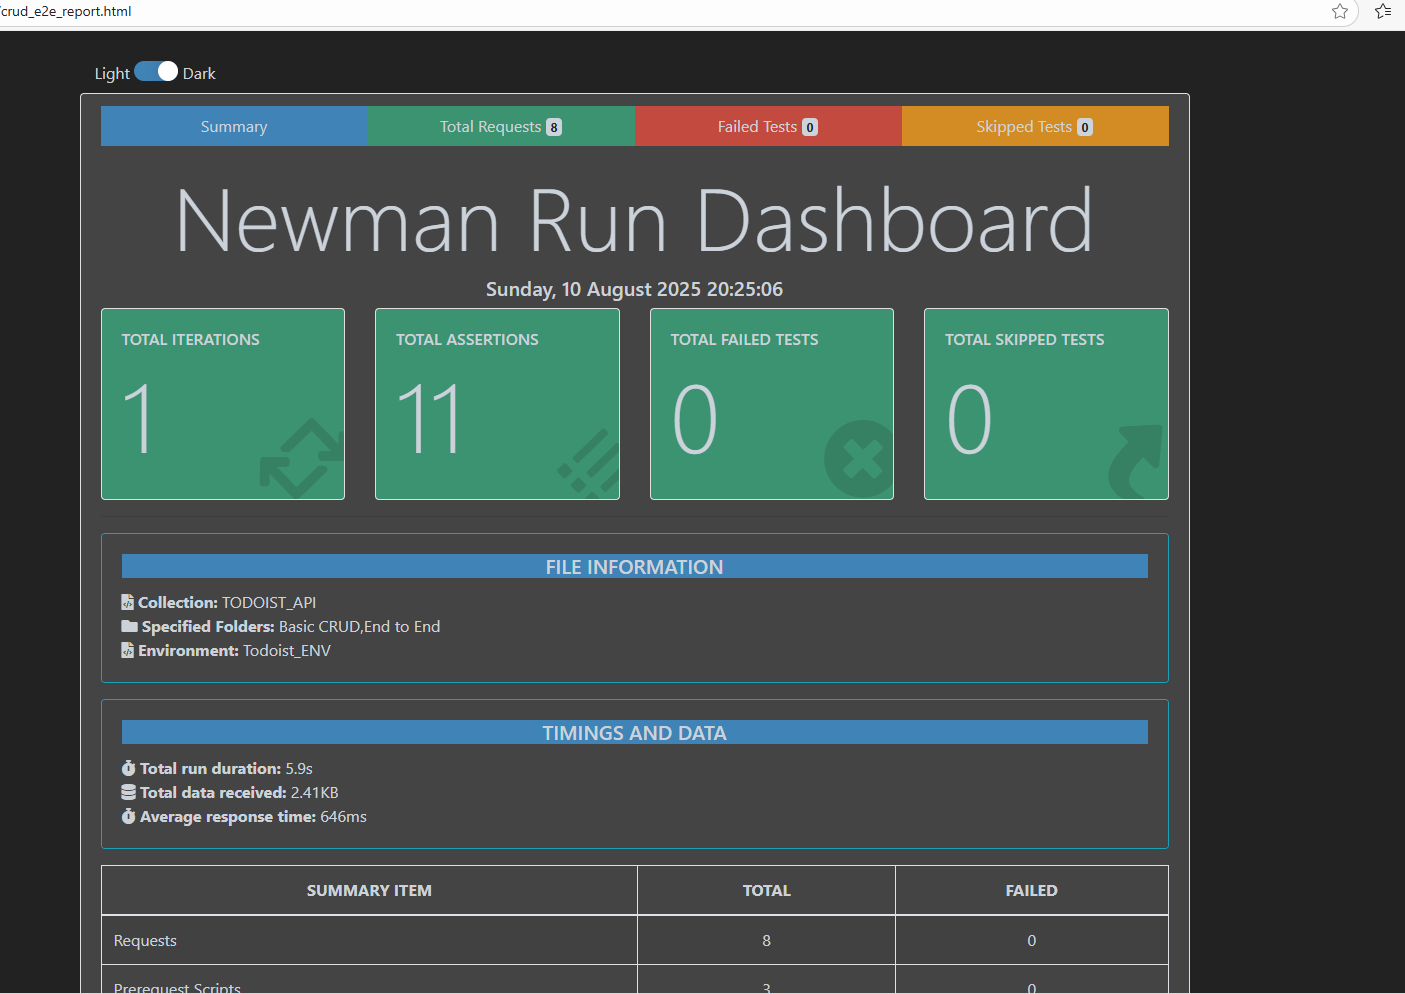 /crud_e2e_report.html
Light Dark
Summary Total Requests 8 Failed Tests 0 Skipped Tests 0
Newman Run Dashboard
Sunday, 10 August 2025 20:25:06
TOTAL ITERATIONS TOTAL ASSERTIONS TOTAL FAILED TESTS TOTAL SKIPPED TESTS
1 11 0 0
FILE INFORMATION
Collection: TODOIST_API
Specified Folders: Basic CRUD,End to End
Environment: Todoist_ENV
TIMINGS AND DATA
Total run duration: 5.9s
Total data received: 2.41KB
Average response time: 646ms
SUMMARY ITEM TOTAL FAILED
Requests 8 0
Prerequest Scripts 3 0